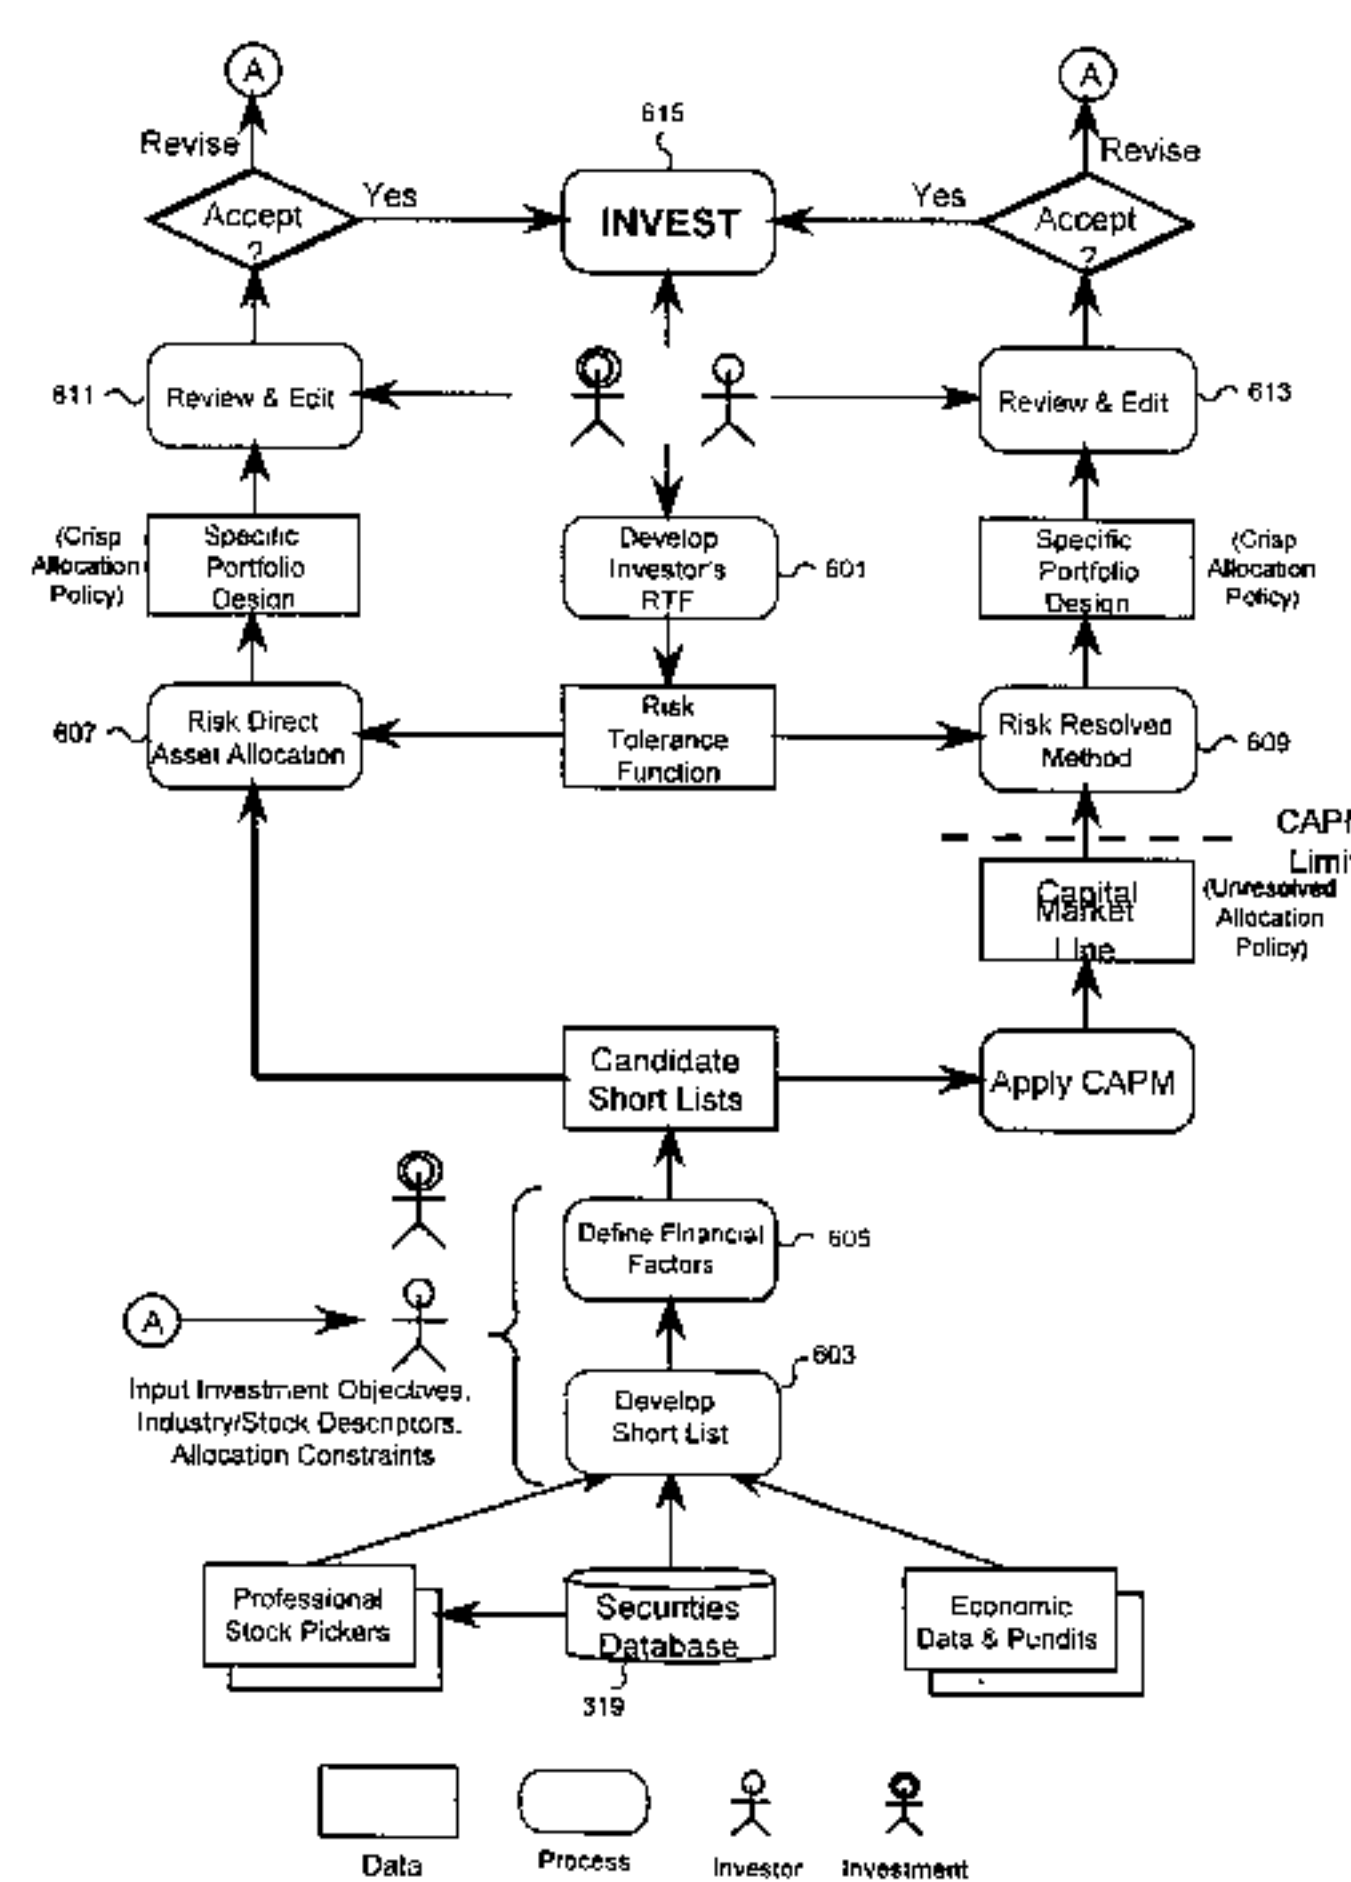 A
A
615
Revise
Revise
Yes
Yes
Accept
?
INVEST
Accept
?
611
Review & Edit
Review & Edit
613
(Crisp
Allocation
Policy)
Specific
Portfolio
Design
Develop
Investor's
RTF
601
Specific
Portfolio
Design
(Crisp
Allocation
Policy)
607
Risk Direct
Asset Allocation
Risk
Tolerance
Function
Risk Resolved
Method
609
Limi
Capital
Market
Line
(Unresolved
Allocation
Policy)
Candidate
Short Lists
Apply CAPM
Define Financial
Factors
605
A
603
Input Investment Objectives,
Industry/Stock Descriptors,
Allocation Constraints
Develop
Short List
Professional
Stock Pickers
Securities
Database
Economic
Data & Pundits
319
Data
Process
Investor
Investment